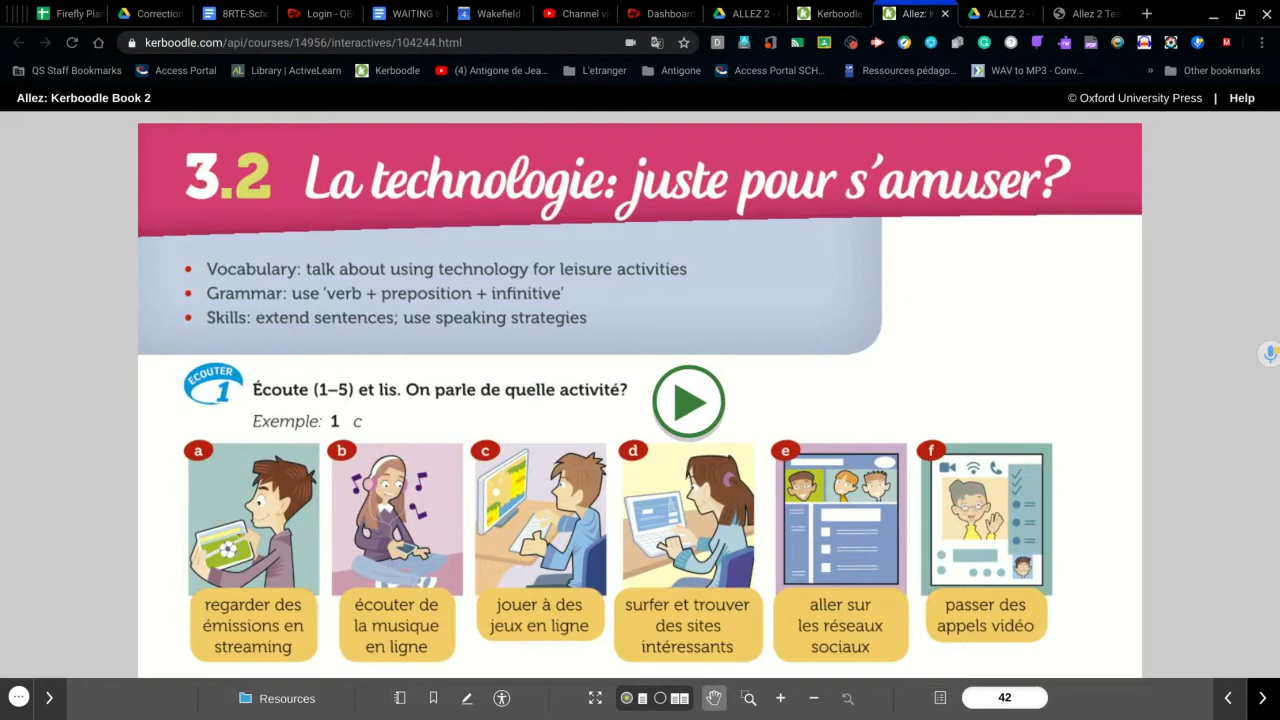 Firefly Plan
Correction
8RTE-Scho
Login - QE
WAITING t
Wakefield
Channel vi
Dashboard
ALLEZ 2 -
Kerboodle
Allez: K
ALLEZ 2 -
Allez 2 Tea
kerboodle.com/api/courses/14956/interactives/104244.html
QS Staff Bookmarks
Access Portal
Library | ActiveLearn
Kerboodle
(4) Antigone de Jea...
L'etranger
Antigone
Access Portal SCH...
Ressources pédago...
WAV to MP3 - Conv...
»
Other bookmarks
Allez: Kerboodle Book 2
© Oxford University Press | Help
3.2 La technologie: juste pour s'amuser?
• Vocabulary: talk about using technology for leisure activities
• Grammar: use 'verb + preposition + infinitive'
• Skills: extend sentences; use speaking strategies
ÉCOUTER
1
Écoute (1–5) et lis. On parle de quelle activité?
Exemple: 1 c
a
b
c
d
e
f
regarder des
émissions en
streaming
écouter de
la musique
en ligne
jouer à des
jeux en ligne
surfer et trouver
des sites
intéressants
aller sur
les réseaux
sociaux
passer des
appels vidéo
Resources
42